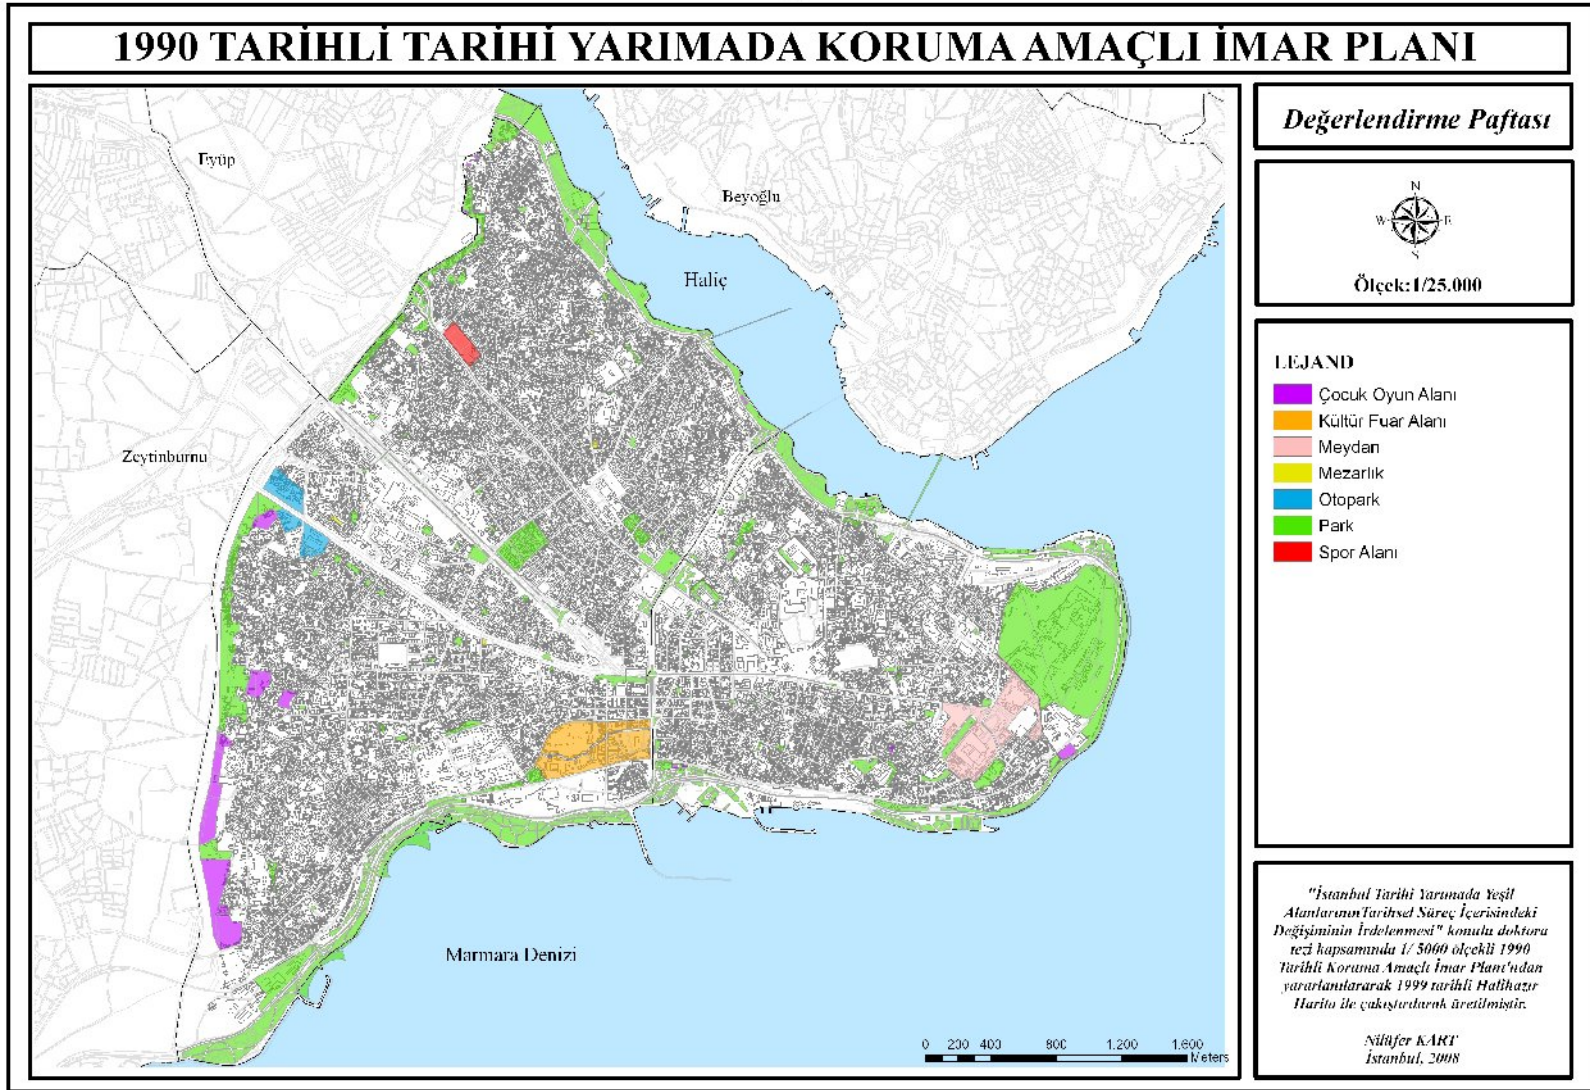 1990 TARİHLİ TARİHİ YARIMADA KORUMA AMAÇLI İMAR PLANI
Değerlendirme Paftası
N
W
E
S
Ölçek:1/25.000
Eyüp
Beyoğlu
Haliç
Zeytinburnu
Marmara Denizi
0 200 400 800 1.200 1.600
Meters
LEJAND
Çocuk Oyun Alanı
Kültür Fuar Alanı
Meydan
Mezarlık
Otopark
Park
Spor Alanı
"İstanbul Tarihi Yarımada Yeşil
Alanlarının Tarihsel Süreç İçerisindeki
Değişiminin İrdelenmesi" konulu doktora
tezi kapsamında 1/ 5000 ölçekli 1990
Tarihli Koruma Amaçlı İmar Planı'ndan
yararlanılararak 1999 tarihli Halihazır
Harita ile çakıştırılarak üretilmiştir.
Nilüfer KART
İstanbul, 2008